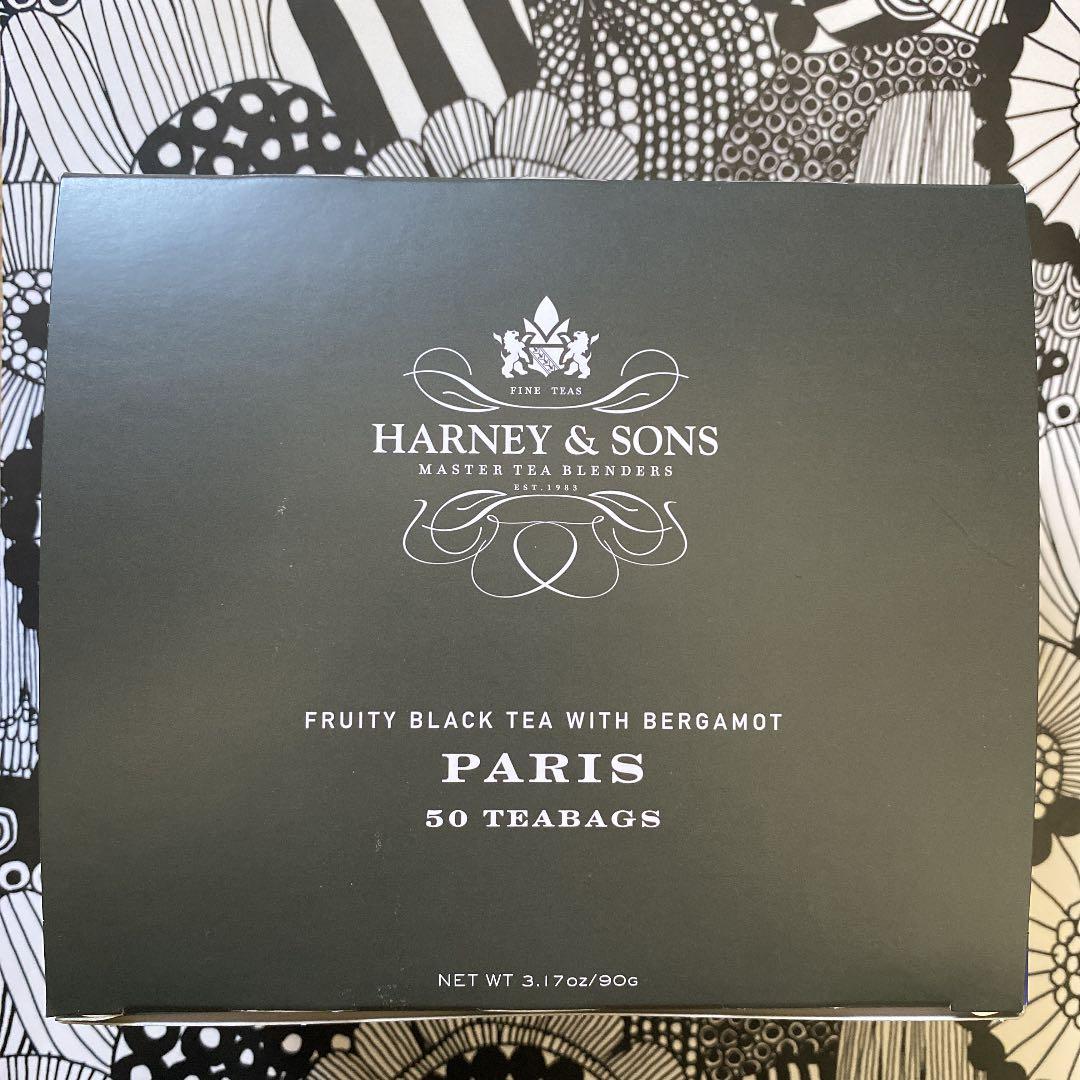 FINE TEAS
HARNEY & SONS
MASTER TEA BLENDERS
EST. 1983
FRUITY BLACK TEA WITH BERGAMOT
PARIS
50 TEABAGS
NET WT 3.17oz/90G